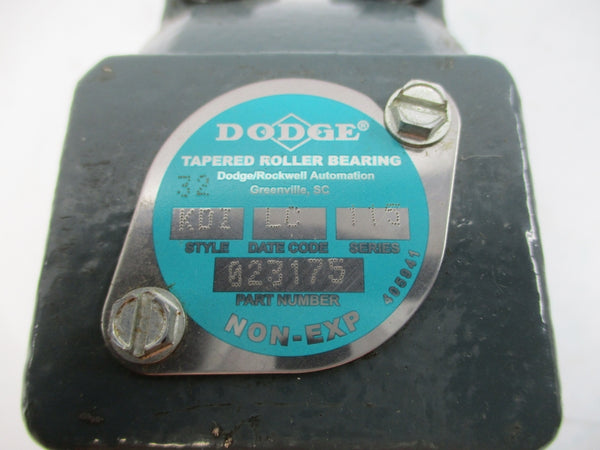 DODGE®
TAPERED ROLLER BEARING
Dodge/Rockwell Automation
Greenville, SC
32
KDI LC 115
STYLE DATE CODE SERIES
023175
PART NUMBER
NON-EXP
406841